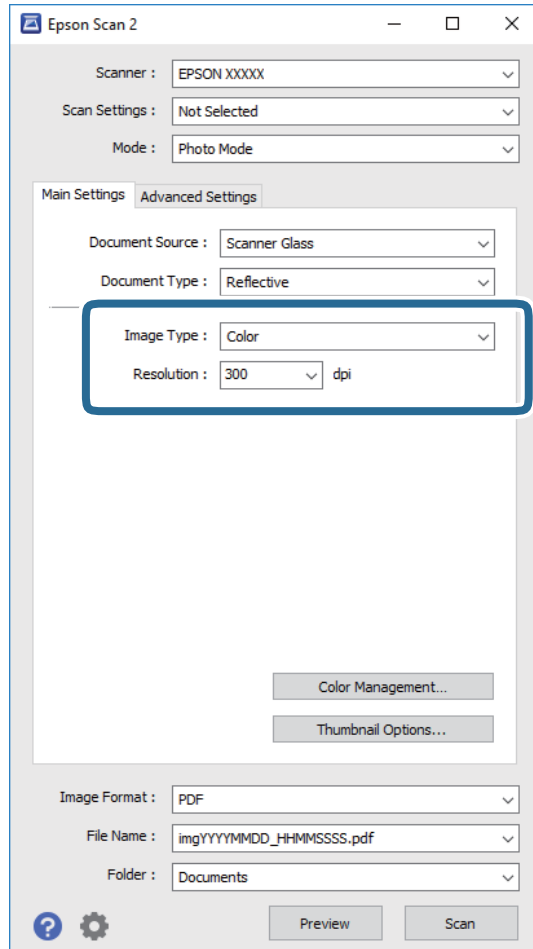 Epson Scan 2
Scanner : EPSON XXXXX
Scan Settings : Not Selected
Mode : Photo Mode
Main Settings Advanced Settings
Document Source : Scanner Glass
Document Type : Reflective
Image Type : Color
Resolution : 300 dpi
Color Management...
Thumbnail Options...
Image Format : PDF
File Name : imgYYYYMMDD_HHMMSSSS.pdf
Folder : Documents
? Preview Scan